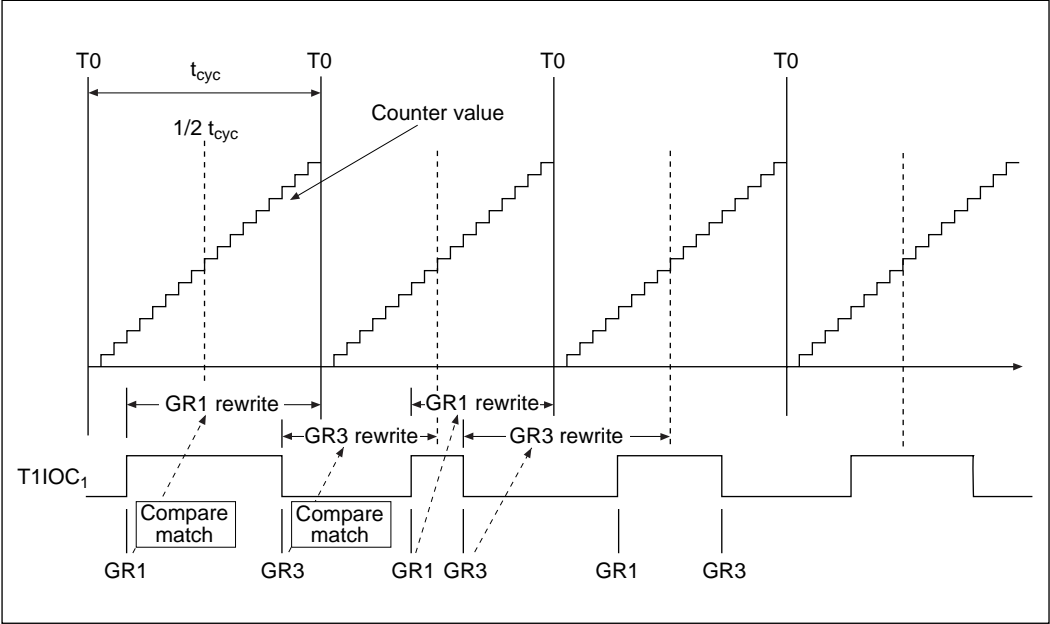 T0 T0 T0 T0
tcyc
Counter value
1/2 tcyc
GR1 rewrite GR1 rewrite
GR3 rewrite GR3 rewrite
T1IOC1
Compare match Compare match
GR1 GR3 GR1 GR3 GR1 GR3